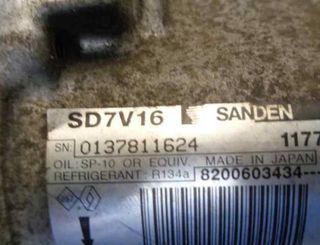 SD7V16 SANDEN
SN: 0137811624 1177
OIL: SP-10 OR EQUIV. MADE IN JAPAN
REFRIGERANT: R134a 8200603434---